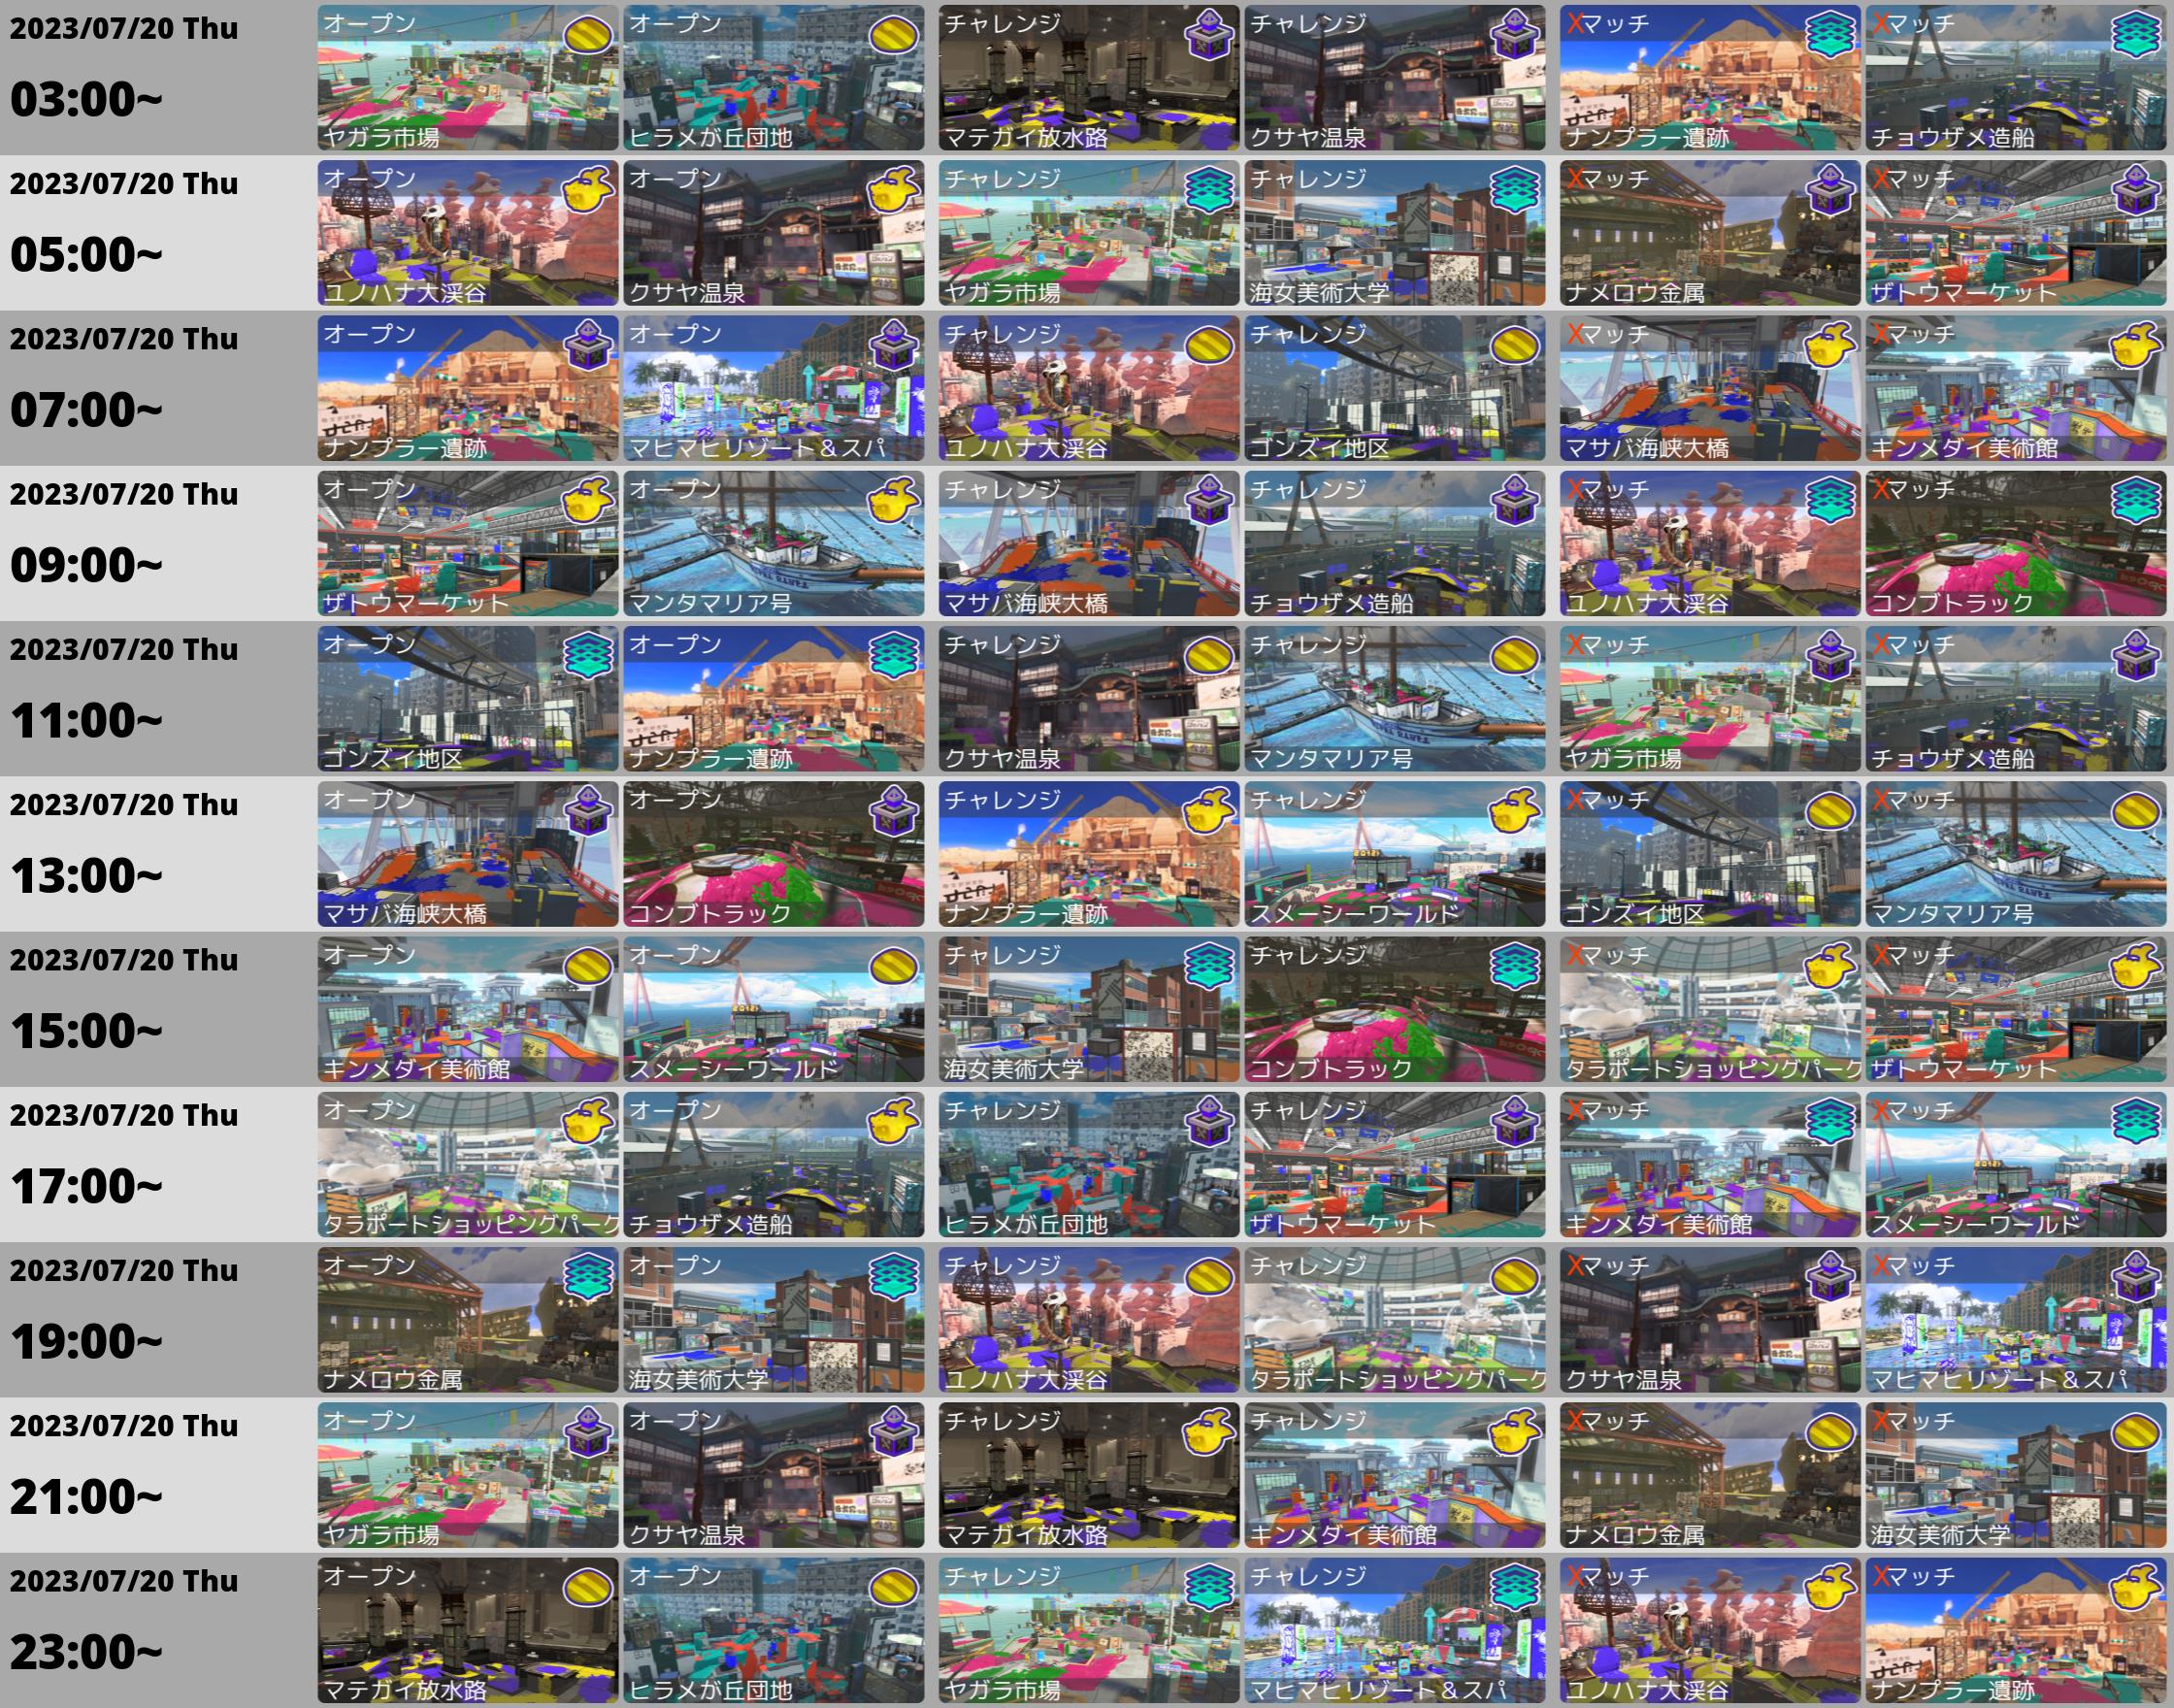 2023/07/20 Thu
03:00~
オープン
ヤガラ市場
オープン
ヒラメが丘団地
チャレンジ
マテガイ放水路
チャレンジ
クサヤ温泉
Xマッチ
ナンプラー遺跡
Xマッチ
チョウザメ造船
2023/07/20 Thu
05:00~
オープン
ユノハナ大渓谷
オープン
クサヤ温泉
チャレンジ
ヤガラ市場
チャレンジ
海女美術大学
Xマッチ
ナメロウ金属
Xマッチ
ザトウマーケット
2023/07/20 Thu
07:00~
オープン
ナンプラー遺跡
オープン
マヒマヒリゾート＆スパ
チャレンジ
ユノハナ大渓谷
チャレンジ
ゴンズイ地区
Xマッチ
マサバ海峡大橋
Xマッチ
キンメダイ美術館
2023/07/20 Thu
09:00~
オープン
ザトウマーケット
オープン
マンタマリア号
チャレンジ
マサバ海峡大橋
チャレンジ
チョウザメ造船
Xマッチ
ユノハナ大渓谷
Xマッチ
コンブトラック
2023/07/20 Thu
11:00~
オープン
ゴンズイ地区
オープン
ナンプラー遺跡
チャレンジ
クサヤ温泉
チャレンジ
マンタマリア号
Xマッチ
ヤガラ市場
Xマッチ
チョウザメ造船
2023/07/20 Thu
13:00~
オープン
マサバ海峡大橋
オープン
コンブトラック
チャレンジ
ナンプラー遺跡
チャレンジ
スメーシーワールド
Xマッチ
ゴンズイ地区
Xマッチ
マンタマリア号
2023/07/20 Thu
15:00~
オープン
キンメダイ美術館
オープン
スメーシーワールド
チャレンジ
海女美術大学
チャレンジ
コンブトラック
Xマッチ
タラポートショッピングパーク
Xマッチ
ザトウマーケット
2023/07/20 Thu
17:00~
オープン
タラポートショッピングパーク
オープン
チョウザメ造船
チャレンジ
ヒラメが丘団地
チャレンジ
ザトウマーケット
Xマッチ
キンメダイ美術館
Xマッチ
スメーシーワールド
2023/07/20 Thu
19:00~
オープン
ナメロウ金属
オープン
海女美術大学
チャレンジ
ユノハナ大渓谷
チャレンジ
タラポートショッピングパーク
Xマッチ
クサヤ温泉
Xマッチ
マヒマヒリゾート＆スパ
2023/07/20 Thu
21:00~
オープン
ヤガラ市場
オープン
クサヤ温泉
チャレンジ
マテガイ放水路
チャレンジ
キンメダイ美術館
Xマッチ
ナメロウ金属
Xマッチ
海女美術大学
2023/07/20 Thu
23:00~
オープン
マテガイ放水路
オープン
ヒラメが丘団地
チャレンジ
ヤガラ市場
チャレンジ
マヒマヒリゾート＆スパ
Xマッチ
ユノハナ大渓谷
Xマッチ
ナンプラー遺跡